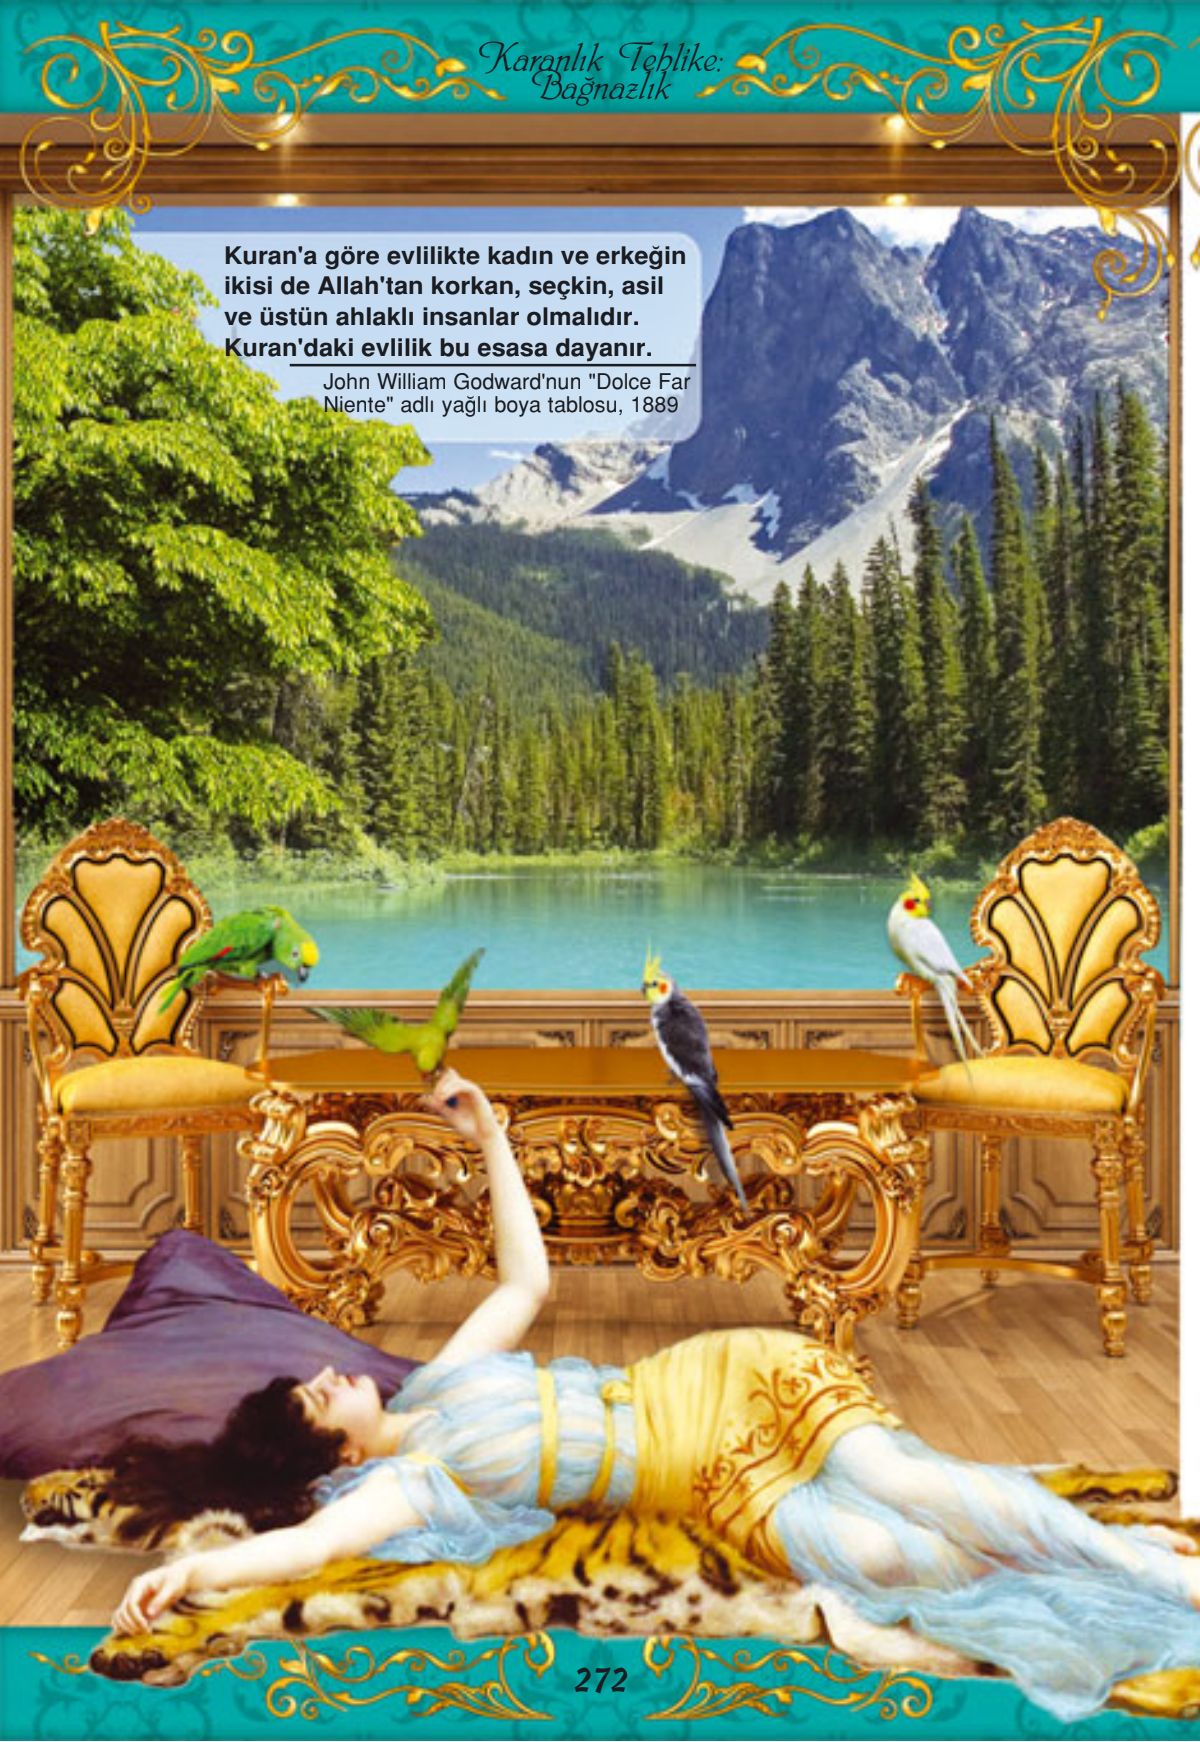 Karanlık Tehlike:
Bağnazlık
Kuran'a göre evlilikte kadın ve erkeğin
ikisi de Allah'tan korkan, seçkin, asil
ve üstün ahlaklı insanlar olmalıdır.
Kuran'daki evlilik bu esasa dayanır.
John William Godward'nun "Dolce Far
Niente" adlı yağlı boya tablosu, 1889
272